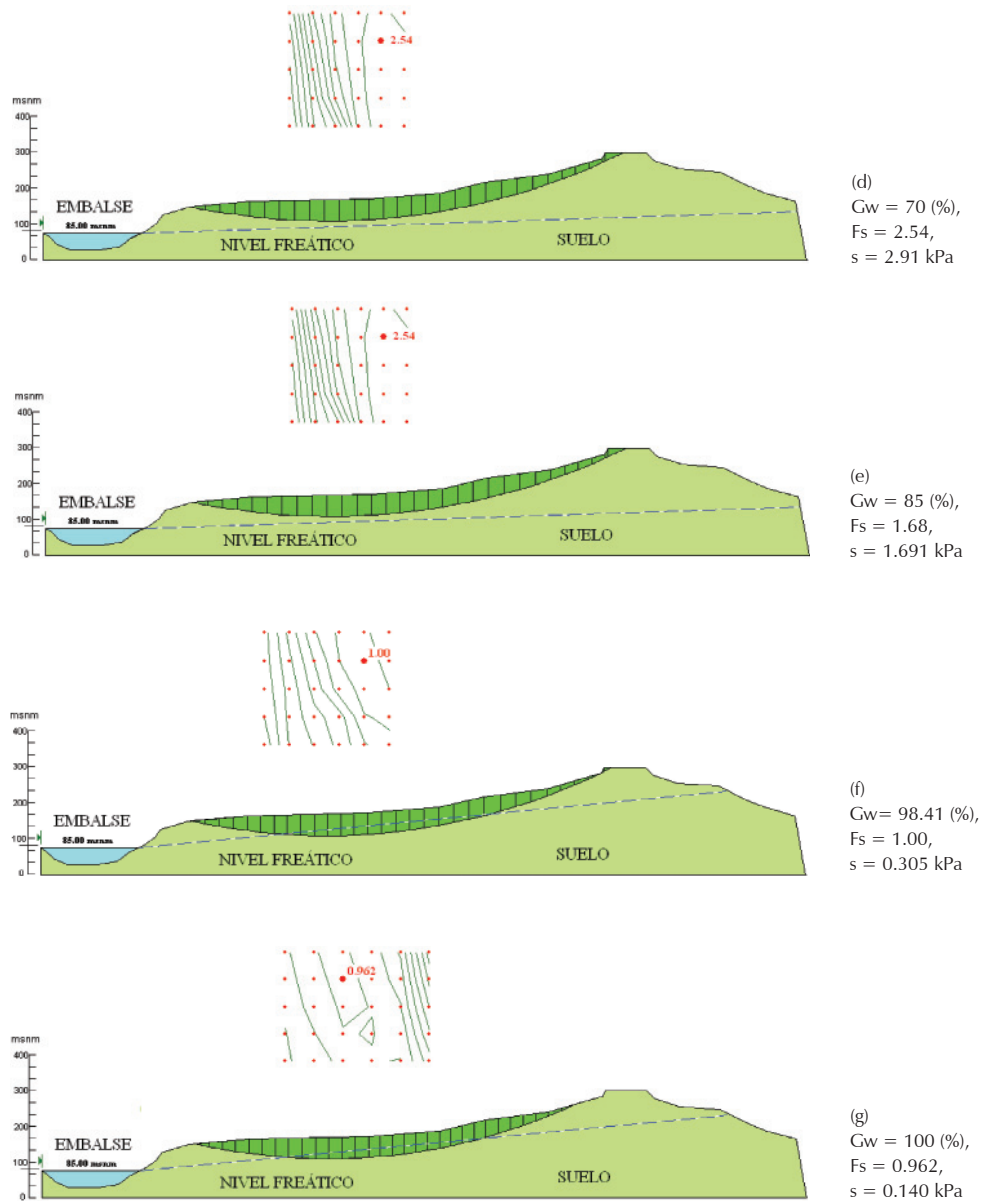 2.54
msnm
400
300
200
100
0
EMBALSE
85.00 msnm
NIVEL FREÁTICO
SUELO
(d)
Gw = 70 (%),
Fs = 2.54,
s = 2.91 kPa
2.54
msnm
400
300
200
100
0
EMBALSE
85.00 msnm
NIVEL FREÁTICO
SUELO
(e)
Gw = 85 (%),
Fs = 1.68,
s = 1.691 kPa
1.00
msnm
400
300
200
100
0
EMBALSE
85.00 msnm
NIVEL FREÁTICO
SUELO
(f)
Gw= 98.41 (%),
Fs = 1.00,
s = 0.305 kPa
0.962
msnm
400
300
200
100
0
EMBALSE
85.00 msnm
NIVEL FREÁTICO
SUELO
(g)
Gw = 100 (%),
Fs = 0.962,
s = 0.140 kPa